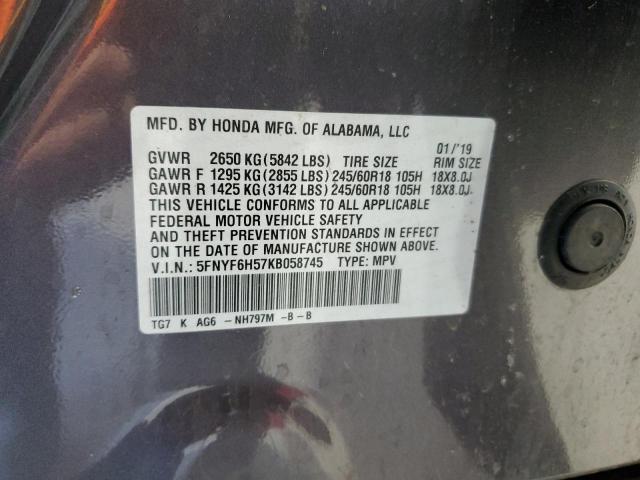 MFD. BY HONDA MFG. OF ALABAMA, LLC
01/'19
GVWR 2650 KG(5842 LBS) TIRE SIZE RIM SIZE
GAWR F 1295 KG(2855 LBS)245/60R18 105H 18X8.0J
GAWR R 1425 KG(3142 LBS)245/60R18 105H 18X8.0J
THIS VEHICLE CONFORMS TO ALL APPLICABLE
FEDERAL MOTOR VEHICLE SAFETY
AND THEFT PREVENTION STANDARDS IN EFFECT
ON THE DATE OF MANUFACTURE SHOWN ABOVE.
V.I.N.: 5FNYF6H57KB058745 TYPE: MPV
TG7 K AG6 -NH797M -B-B